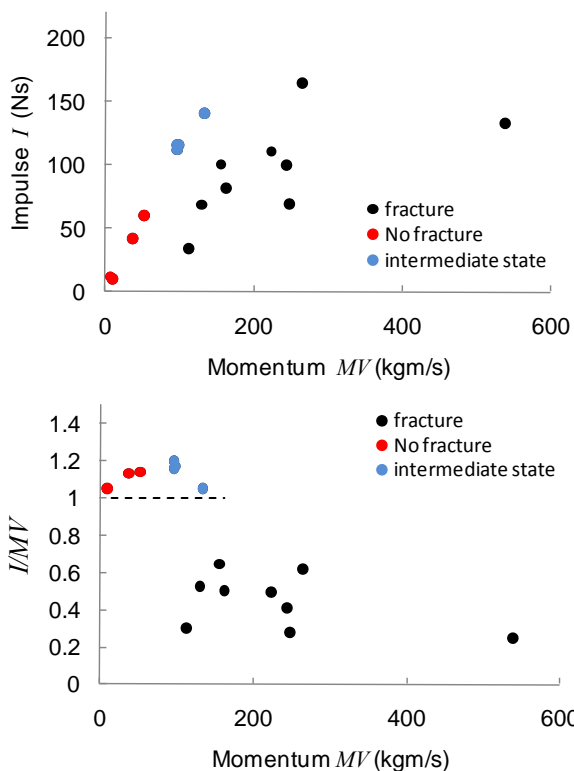 200
150
100
50
0
Impulse I (Ns)
fracture
No fracture
intermediate state
0 200 400 600
Momentum MV (kgm/s)
1.4
1.2
1
0.8
0.6
0.4
0.2
0
I/MV
fracture
No fracture
intermediate state
0 200 400 600
Momentum MV (kgm/s)